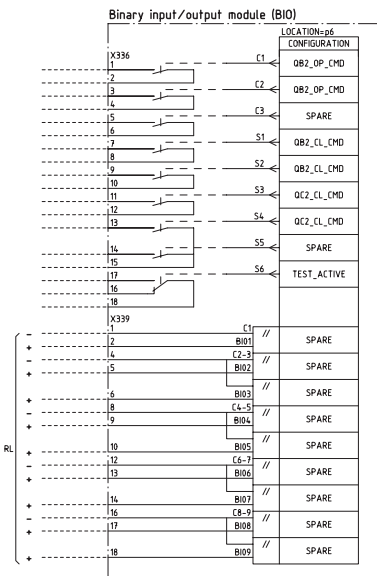 Binary input/output module (BIO)
LOCATION=p6
CONFIGURATION
X336
1 C1 QB2_OP_CMD
2
3 C2 QB2_OP_CMD
4
5 C3 SPARE
6
7 S1 QB2_CL_CMD
8
9 S2 QB2_CL_CMD
10
11 S3 QC2_CL_CMD
12
13 S4 QC2_CL_CMD
14 S5 SPARE
15
17 S6 TEST_ACTIVE
16
18
X339
- 1 C1 // SPARE
+ 2 BI01
- 4 C2-3 // SPARE
+ 5 BI02
// SPARE
+ 6 BI03
- 8 C4-5 // SPARE
+ 9 BI04
// SPARE
RL
+ 10 BI05
- 12 C6-7 // SPARE
+ 13 BI06
// SPARE
+ 14 BI07
- 16 C8-9 // SPARE
+ 17 BI08
// SPARE
+ 18 BI09